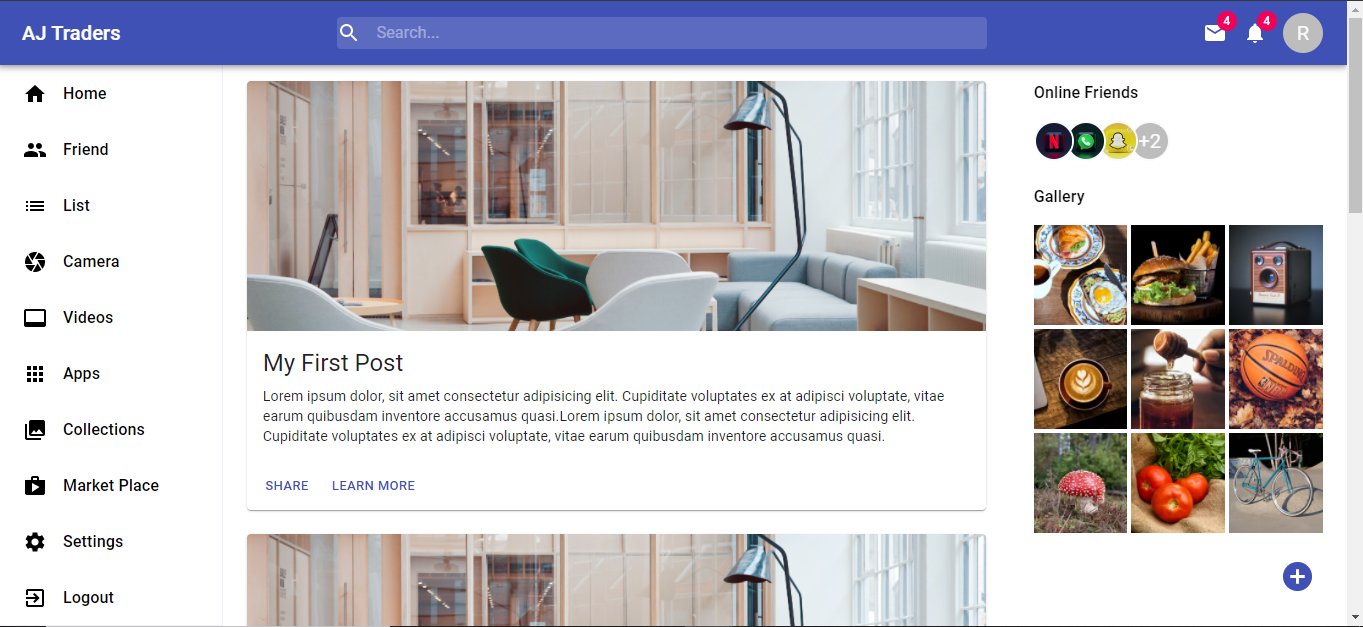 AJ Traders
Search...
4
4
R
Home
Friend
List
Camera
Videos
Apps
Collections
Market Place
Settings
Logout
My First Post
Lorem ipsum dolor, sit amet consectetur adipisicing elit. Cupiditate voluptates ex at adipisci voluptate, vitae
earum quibusdam inventore accusamus quasi.Lorem ipsum dolor, sit amet consectetur adipisicing elit.
Cupiditate voluptates ex at adipisci voluptate, vitae earum quibusdam inventore accusamus quasi.
SHARE
LEARN MORE
Online Friends
N
+2
Gallery
SPALDING